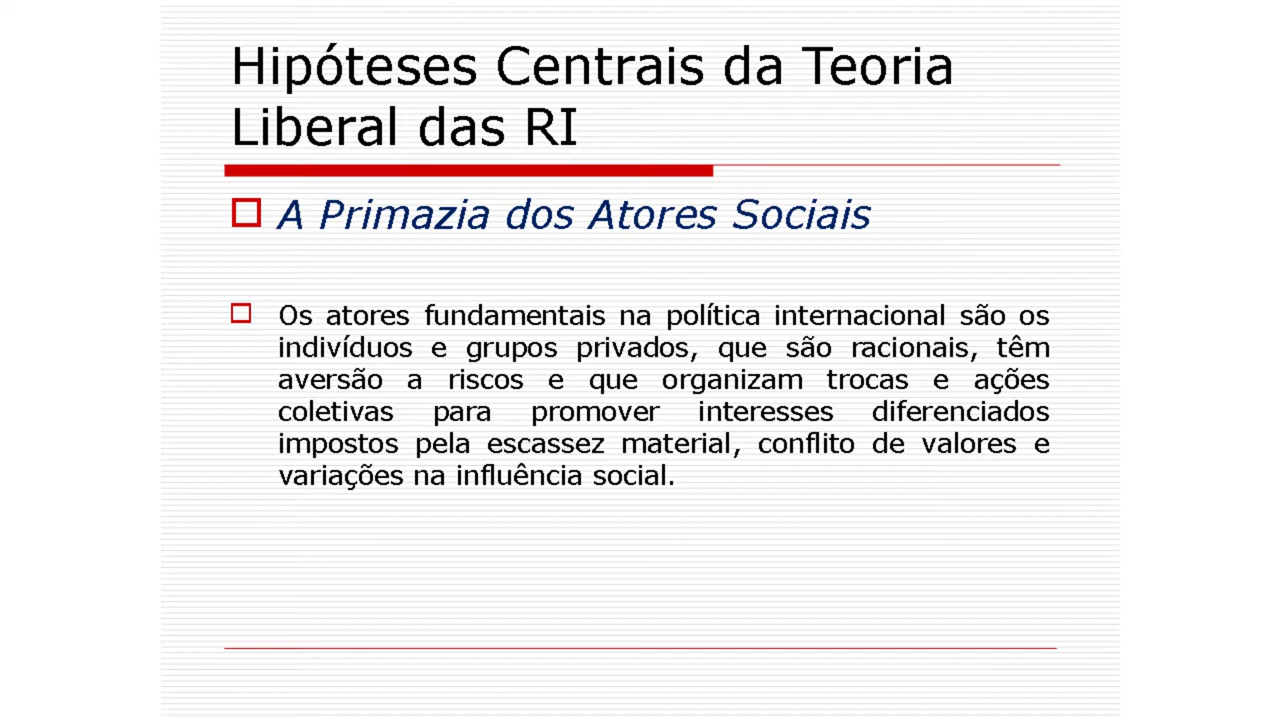 Hipóteses Centrais da Teoria
Liberal das RI
A Primazia dos Atores Sociais
Os atores fundamentais na política internacional são os
indivíduos e grupos privados, que são racionais, têm
aversão a riscos e que organizam trocas e ações
coletivas para promover interesses diferenciados
impostos pela escassez material, conflito de valores e
variações na influência social.